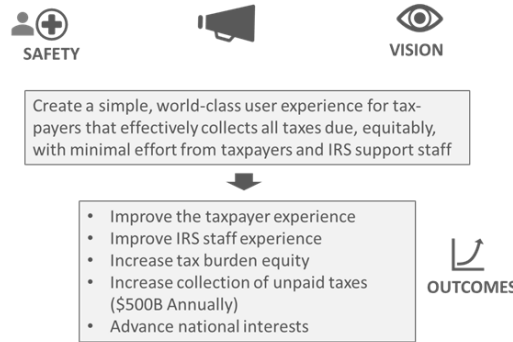 SAFETY
VISION
Create a simple, world-class user experience for tax-
payers that effectively collects all taxes due, equitably,
with minimal effort from taxpayers and IRS support staff
• Improve the taxpayer experience
• Improve IRS staff experience
• Increase tax burden equity
• Increase collection of unpaid taxes
($500B Annually)
• Advance national interests
OUTCOMES